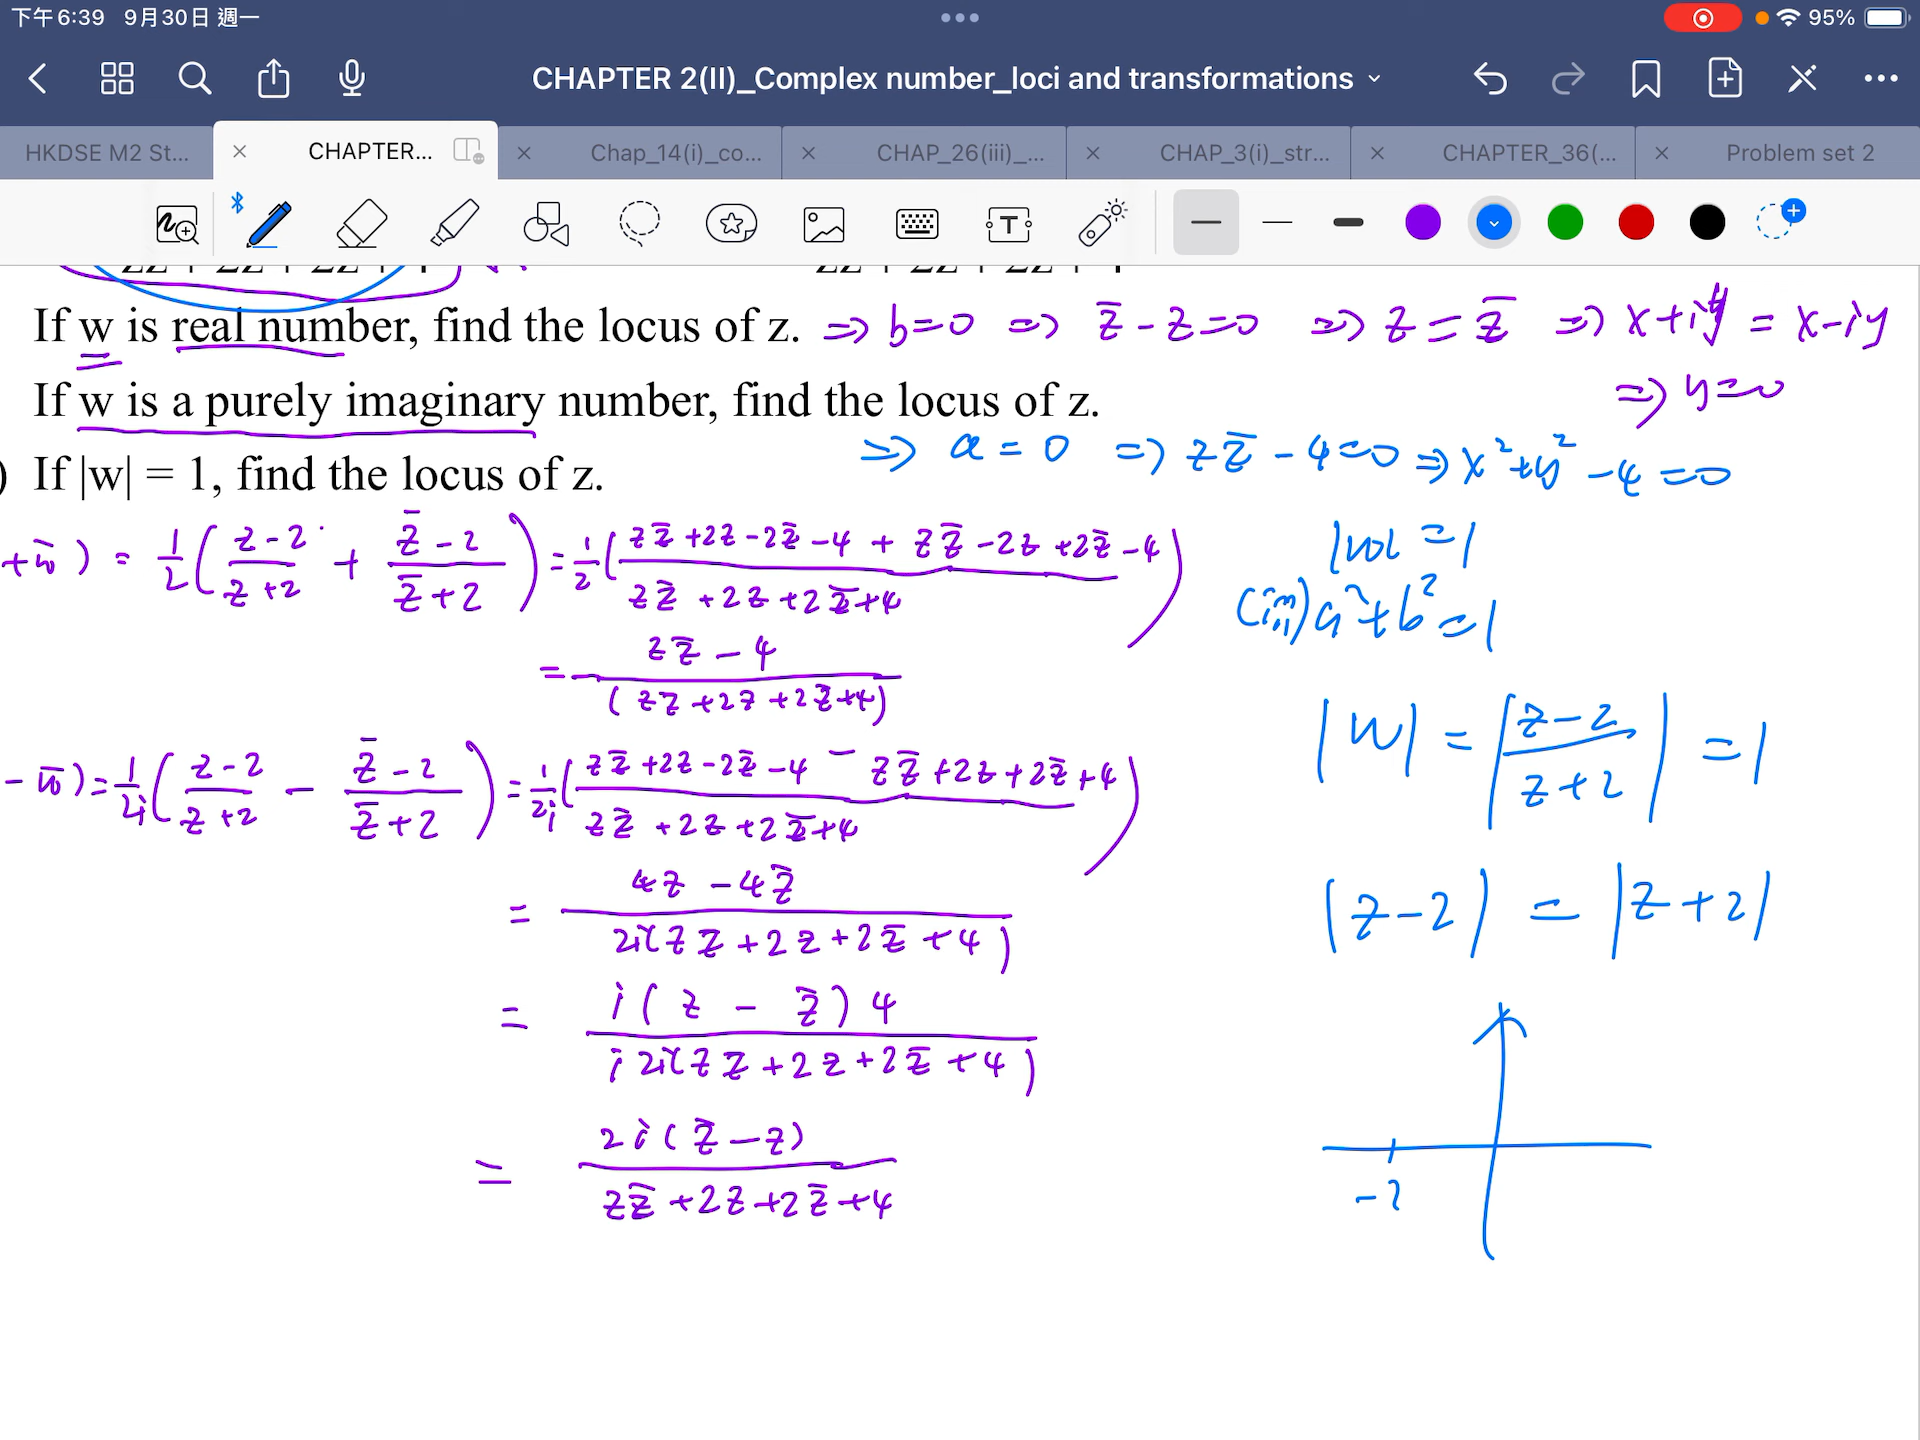 下午6:39 9月30日 週一 95%
CHAPTER 2(II)_Complex number_loci and transformations
HKDSE M2 St... CHAPTER... Chap_14(i)_co... CHAP_26(iii)_... CHAP_3(i)_str... CHAPTER_36(... Problem set 2
If w is real number, find the locus of z. ⇒ b=0 ⇒ z̄-z=0 ⇒ z=z̄ ⇒ x+iy = x-iy
⇒ y=0
If w is a purely imaginary number, find the locus of z.
⇒ a=0 ⇒ zz̄-4=0 ⇒ x²+y²-4=0
) If |w| = 1, find the locus of z.
+w̄) = 1/2( (z-2)/(z+2) + (z̄-2)/(z̄+2) ) = 1/2( (zz̄+2z-2z̄-4+zz̄-2z+2z̄-4)/(zz̄+2z+2z̄+4) )
= (zz̄-4)/(zz̄+2z+2z̄+4)
-w̄) = 1/2i( (z-2)/(z+2) - (z̄-2)/(z̄+2) ) = 1/2i( (zz̄+2z-2z̄-4-zz̄+2z+2z̄+4)/(zz̄+2z+2z̄+4) )
= (4z-4z̄)/(2i(zz̄+2z+2z̄+4))
= (i(z-z̄)4)/(i2i(zz̄+2z+2z̄+4))
= (2i(z̄-z))/(zz̄+2z+2z̄+4)
|w|=1
(iii) a²+b²=1
|w| = |(z-2)/(z+2)| = 1
|z-2| = |z+2|
-2